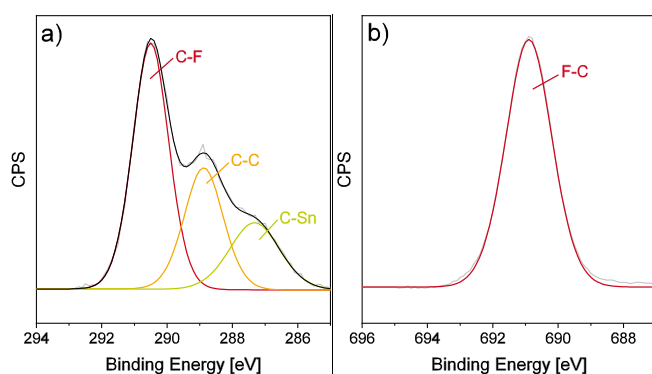 a)
C-F
C-C
C-Sn
CPS
294 292 290 288 286
Binding Energy [eV]
b)
F-C
CPS
696 694 692 690 688
Binding Energy [eV]